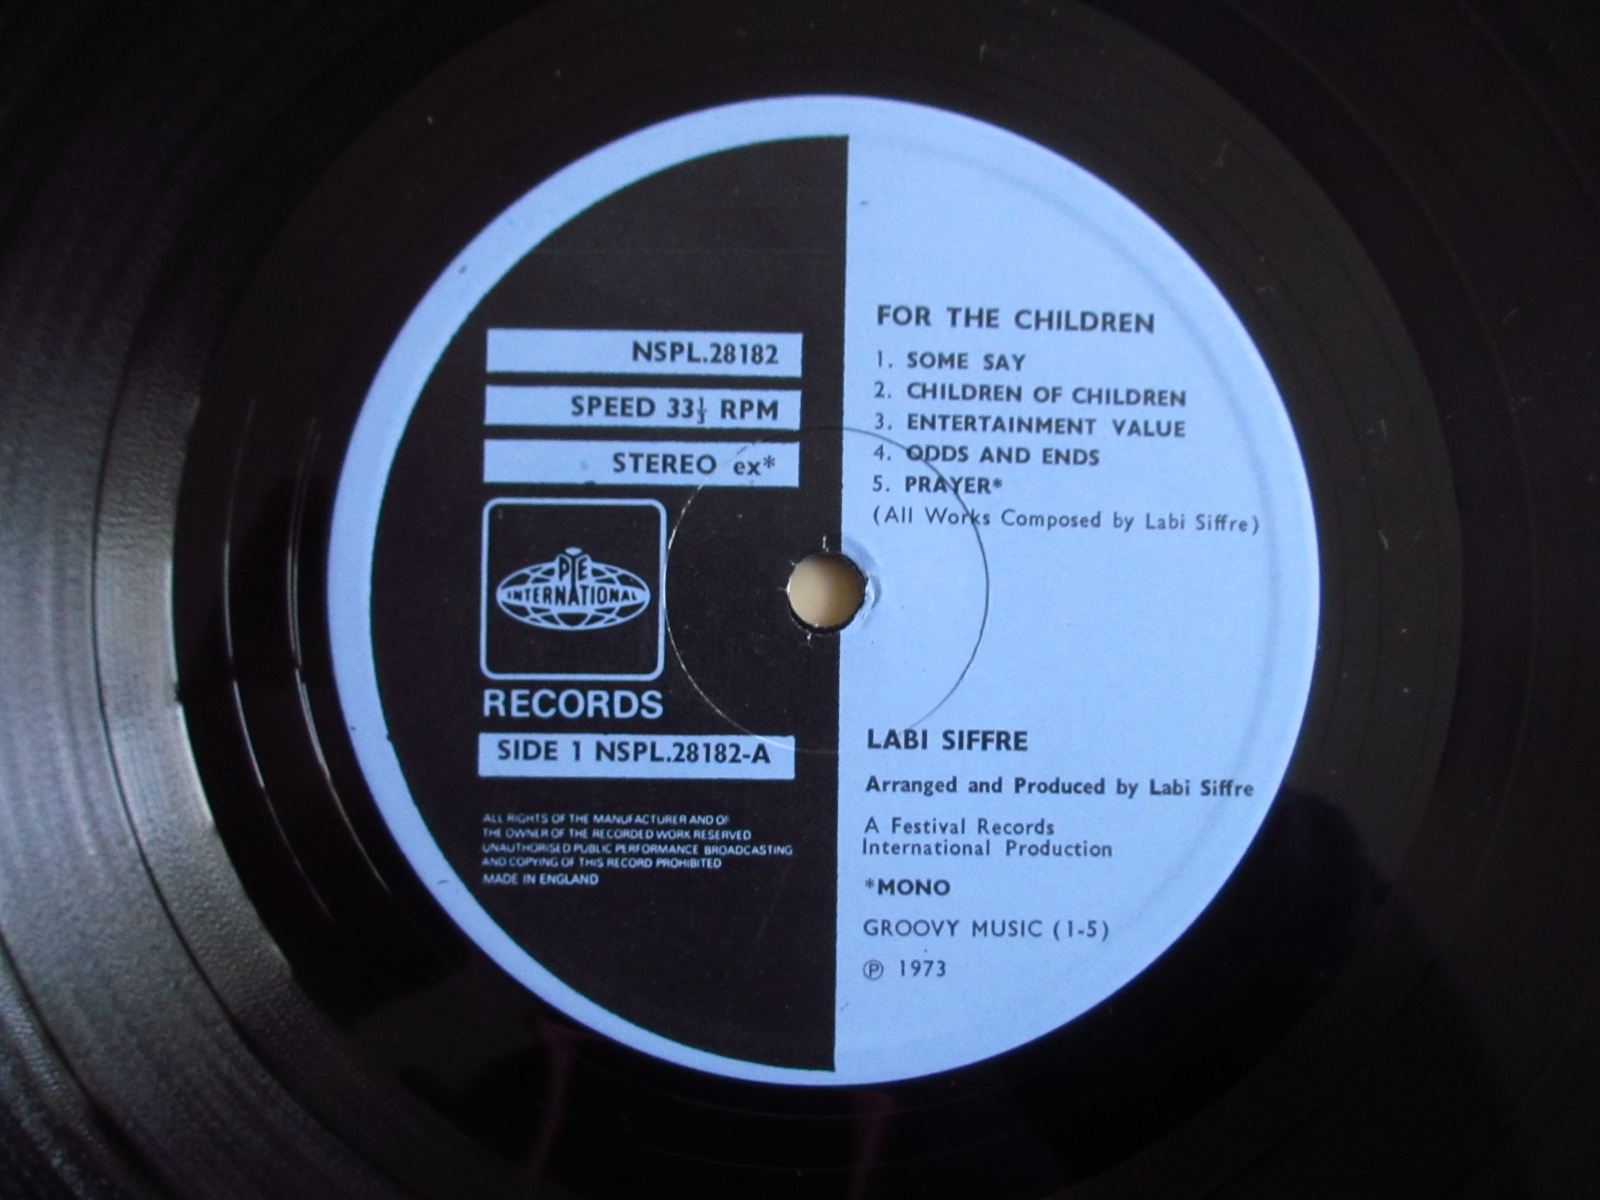 NSPL.28182
SPEED 33⅓ RPM
STEREO ex*
PYE
INTERNATIONAL
RECORDS
SIDE 1 NSPL.28182-A
ALL RIGHTS OF THE MANUFACTURER AND OF
THE OWNER OF THE RECORDED WORK RESERVED
UNAUTHORISED PUBLIC PERFORMANCE BROADCASTING
AND COPYING OF THIS RECORD PROHIBITED
MADE IN ENGLAND
FOR THE CHILDREN
1. SOME SAY
2. CHILDREN OF CHILDREN
3. ENTERTAINMENT VALUE
4. ODDS AND ENDS
5. PRAYER*
(All Works Composed by Labi Siffre)
LABI SIFFRE
Arranged and Produced by Labi Siffre
A Festival Records
International Production
*MONO
GROOVY MUSIC (1-5)
℗ 1973